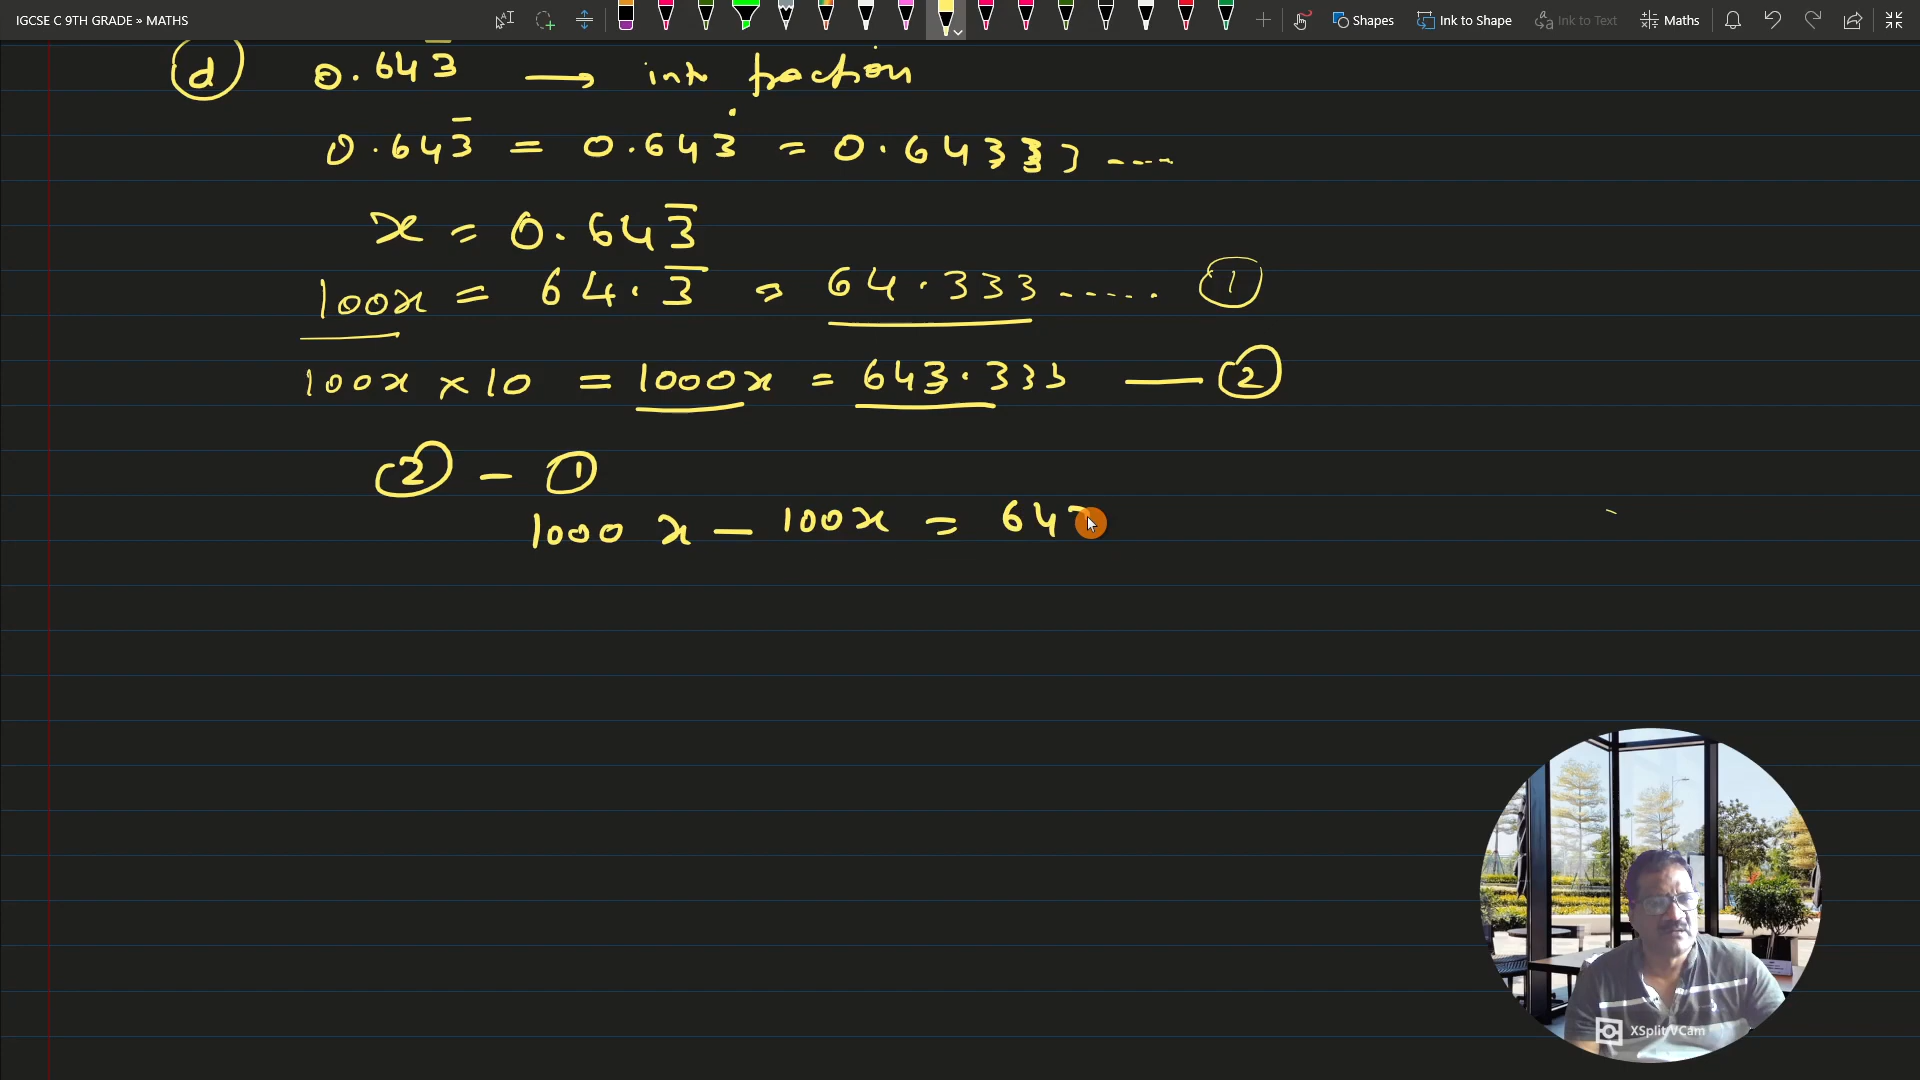 IGCSE C 9TH GRADE » MATHS Shapes Ink to Shape Ink to Text Maths
(d) 0.643̅ → into fraction
0.643̅ = 0.643̇ = 0.64333 ----
x = 0.643̅
100x = 64.3̅ = 64.333 ..... ①
100x × 10 = 1000x = 643.333 — ②
② - ①
1000 x - 100x = 643
XSplit VCam